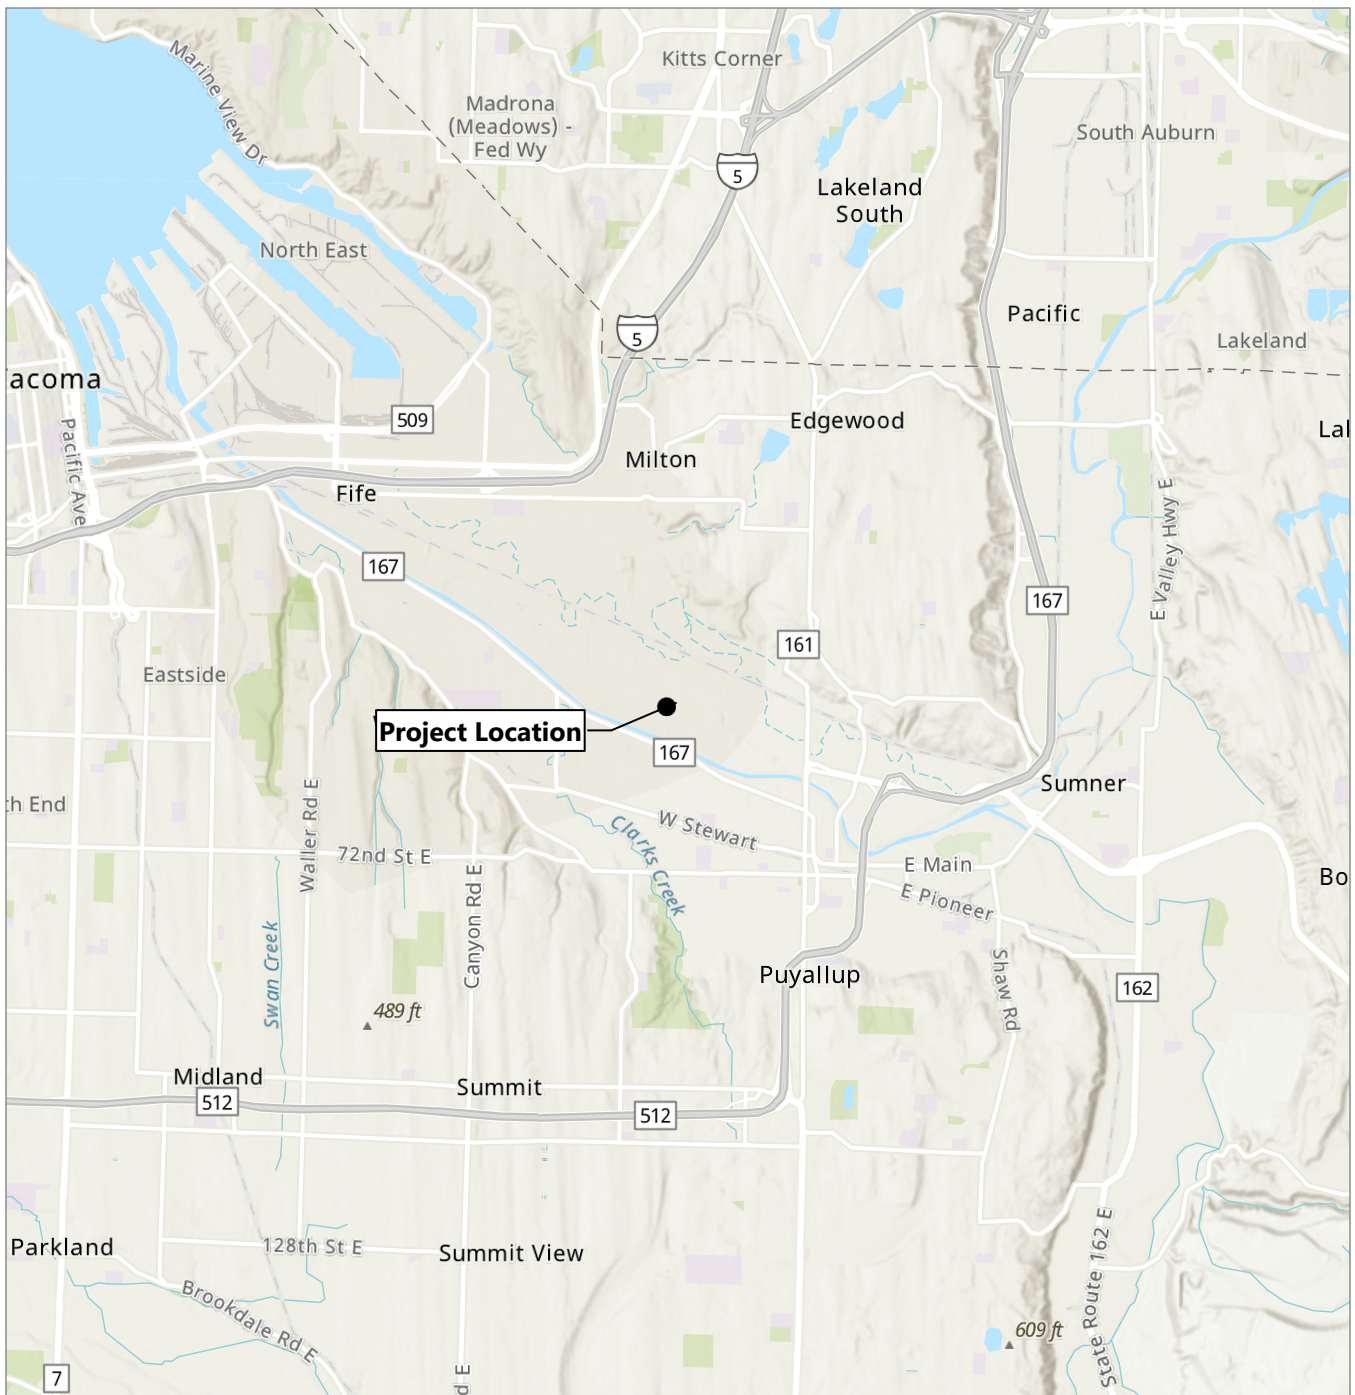 Kitts Corner
Marine View Dr
Madrona
(Meadows) -
Fed Wy
South Auburn
5
Lakeland
South
North East
Pacific
5
Lakeland
acoma
509
Edgewood
Lal
Pacific Ave
Milton
Fife
E Valley Hwy E
167
167
161
Eastside
Project Location
167
Sumner
th End
Waller Rd E
Clarks Creek
W Stewart
72nd St E
E Main
Bo
Canyon Rd E
E Pioneer
Swan Creek
Puyallup
Shaw Rd
162
489 ft
Midland
Summit
512
512
Parkland
128th St E
Summit View
State Route 162 E
Brookdale Rd E
609 ft
7
d E